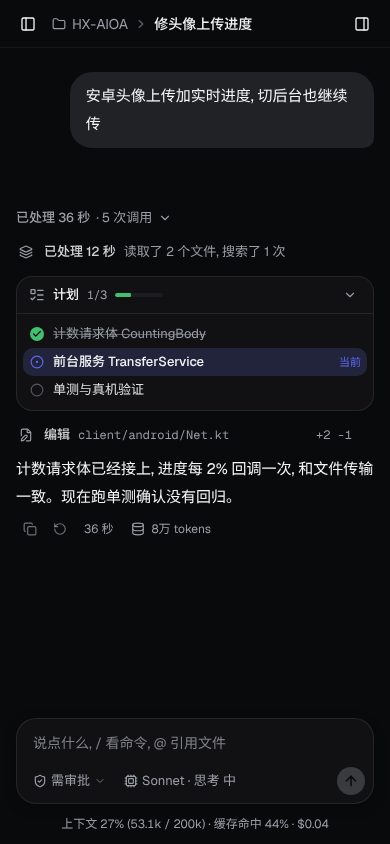 HX-AIOA > 修头像上传进度
安卓头像上传加实时进度, 切后台也继续
传
已处理 36 秒 · 5 次调用
已处理 12 秒 读取了 2 个文件, 搜索了 1 次
计划 1/3
计数请求体 CountingBody
前台服务 TransferService 当前
单测与真机验证
编辑 client/android/Net.kt +2 -1
计数请求体已经接上, 进度每 2% 回调一次, 和文件传输
一致。现在跑单测确认没有回归。
36 秒 8万 tokens
说点什么, / 看命令, @ 引用文件
需审批 Sonnet · 思考 中
上下文 27% (53.1k / 200k) · 缓存命中 44% · $0.04